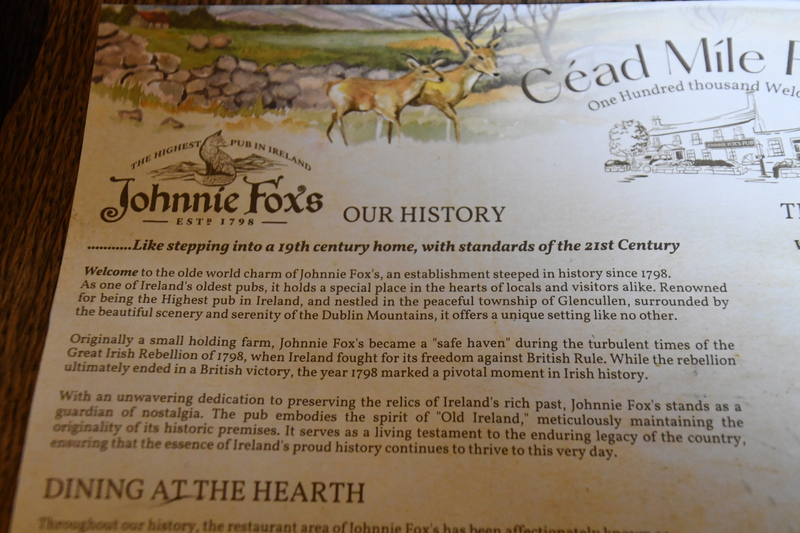 Céad Míle F
One Hundred thousand Welc
THE HIGHEST PUB IN IRELAND
Johnnie Fox's
ESTD 1798
JOHNNIE FOX'S PUB
OUR HISTORY
...........Like stepping into a 19th century home, with standards of the 21st Century
Welcome to the olde world charm of Johnnie Fox's, an establishment steeped in history since 1798.
As one of Ireland's oldest pubs, it holds a special place in the hearts of locals and visitors alike. Renowned
for being the Highest pub in Ireland, and nestled in the peaceful township of Glencullen, surrounded by
the beautiful scenery and serenity of the Dublin Mountains, it offers a unique setting like no other.
Originally a small holding farm, Johnnie Fox's became a "safe haven" during the turbulent times of the
Great Irish Rebellion of 1798, when Ireland fought for its freedom against British Rule. While the rebellion
ultimately ended in a British victory, the year 1798 marked a pivotal moment in Irish history.
With an unwavering dedication to preserving the relics of Ireland's rich past, Johnnie Fox's stands as a
guardian of nostalgia. The pub embodies the spirit of "Old Ireland," meticulously maintaining the
originality of its historic premises. It serves as a living testament to the enduring legacy of the country,
ensuring that the essence of Ireland's proud history continues to thrive to this very day.
DINING AT THE HEARTH
Throughout our history, the restaurant area of Johnnie Fox's has been affectionately known as